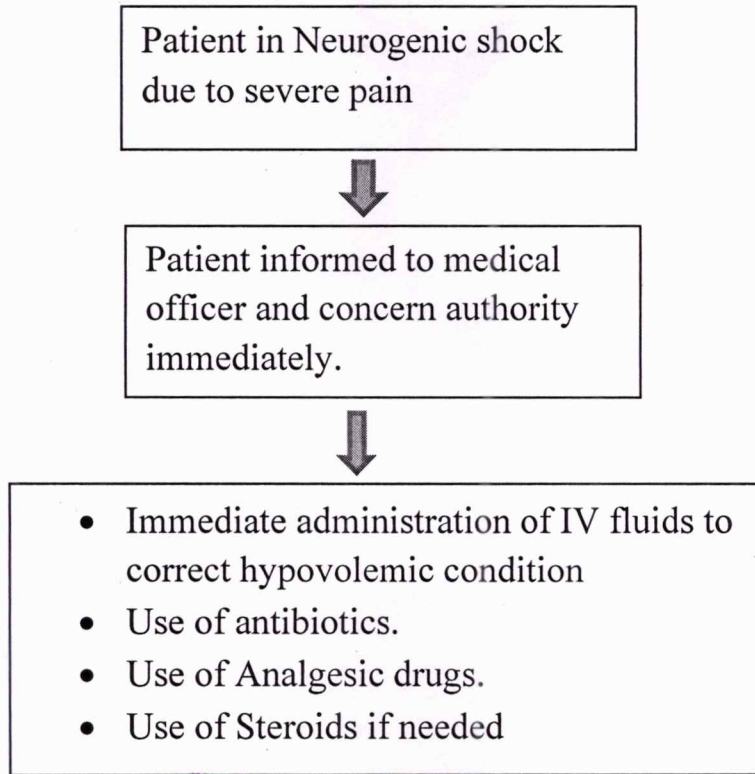 Patient in Neurogenic shock
due to severe pain
Patient informed to medical
officer and concern authority
immediately.
• Immediate administration of IV fluids to
correct hypovolemic condition
• Use of antibiotics.
• Use of Analgesic drugs.
• Use of Steroids if needed